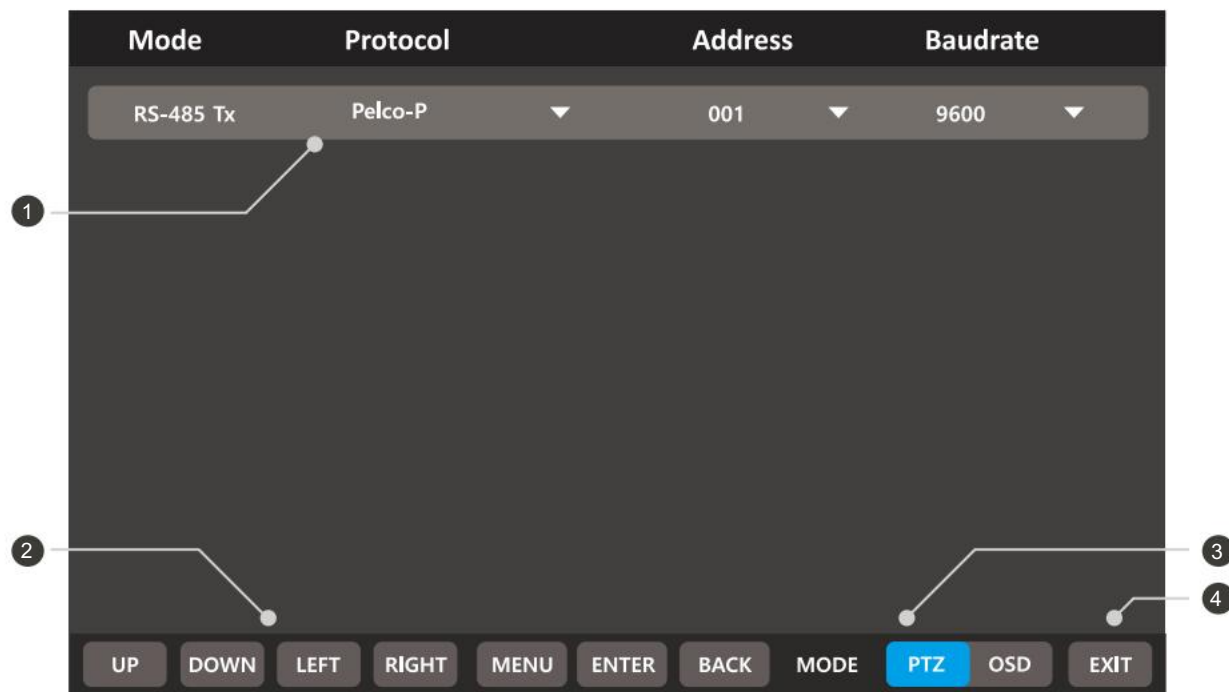 Mode Protocol Address Baudrate
RS-485 Tx Pelco-P 001 9600
1
2
3
4
UP DOWN LEFT RIGHT MENU ENTER BACK MODE PTZ OSD EXIT